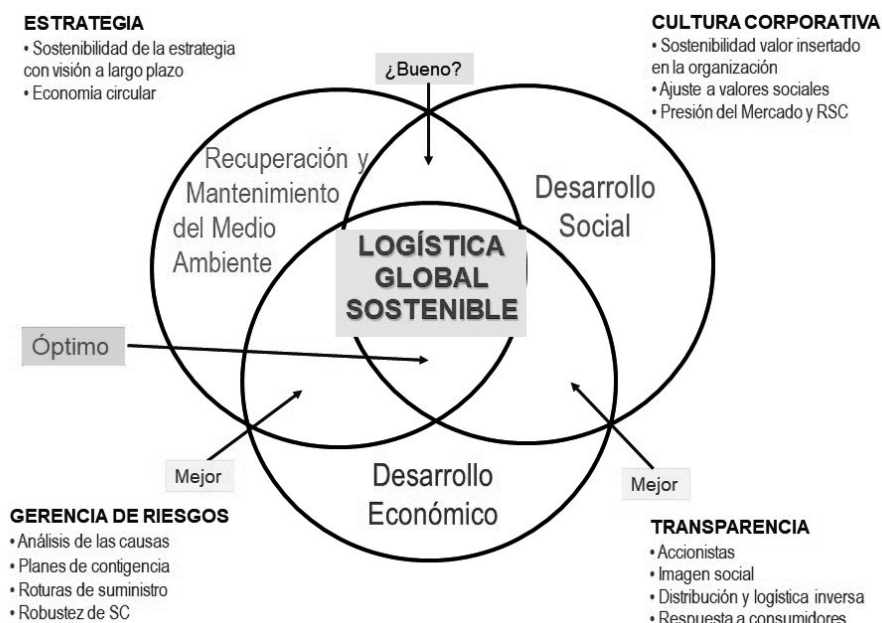 ESTRATEGIA
• Sostenibilidad de la estrategia
con visión a largo plazo
• Economia circular
CULTURA CORPORATIVA
• Sostenibilidad valor insertado
en la organización
• Ajuste a valores sociales
• Presión del Mercado y RSC
¿Bueno?
Recuperación y
Mantenimiento
del Medio
Ambiente
Desarrollo
Social
LOGÍSTICA
GLOBAL
SOSTENIBLE
Óptimo
Mejor
Desarrollo
Económico
Mejor
GERENCIA DE RIESGOS
• Análisis de las causas
• Planes de contigencia
• Roturas de suministro
• Robustez de SC
TRANSPARENCIA
• Accionistas
• Imagen social
• Distribución y logística inversa
• Respuesta a consumidores